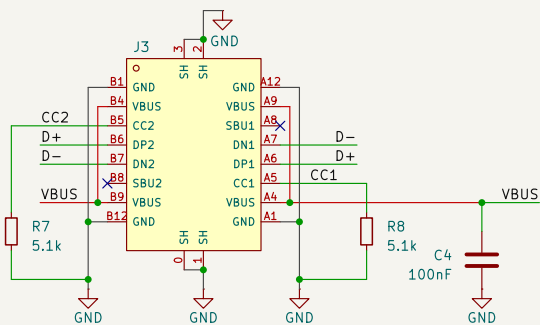 GND
J3
3
2
SH
SH
B1
GND
GND
A12
B4
VBUS
VBUS
A9
CC2
B5
CC2
SBU1
A8
D+
B6
DP2
DN1
A7
D-
D-
B7
DN2
DP1
A6
D+
B8
SBU2
CC1
A5
CC1
VBUS
B9
VBUS
VBUS
A4
VBUS
B12
GND
GND
A1
R7
5.1k
SH
SH
R8
5.1k
0
1
C4
100nF
GND
GND
GND
GND